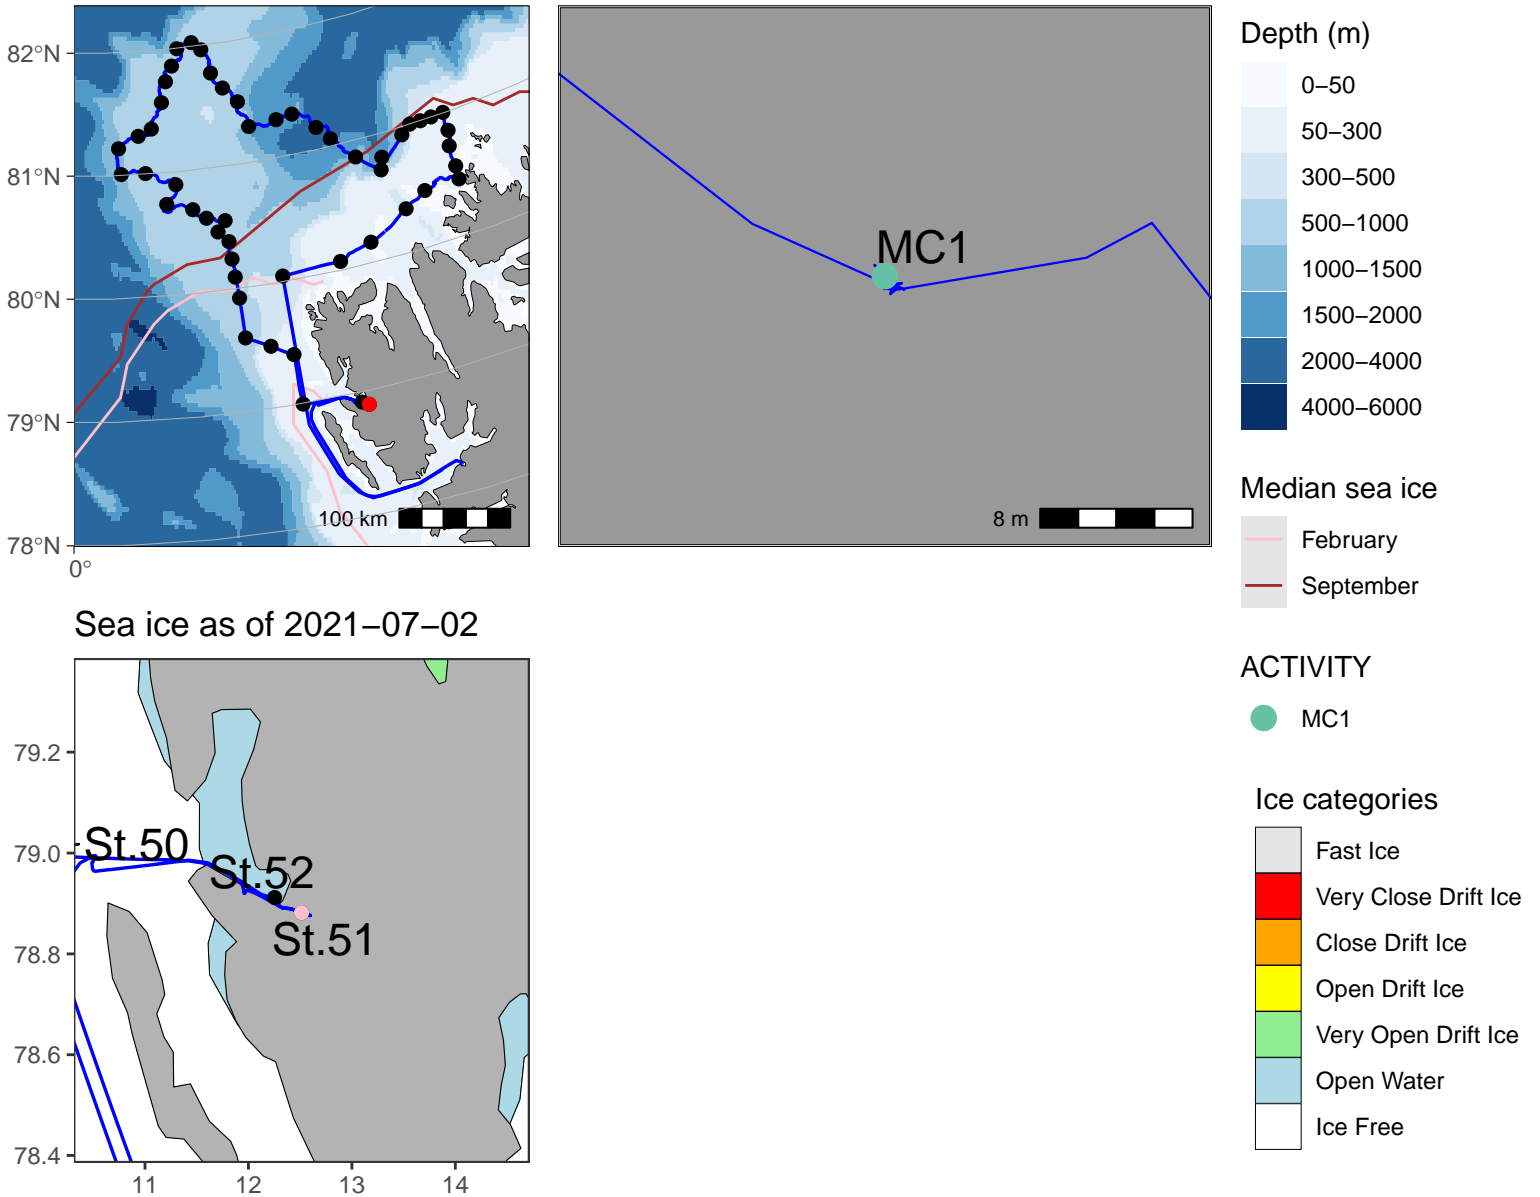 82°N
81°N
80°N
79°N
78°N
0°
100 km
MC1
8 m
Depth (m)
0−50
50−300
300−500
500−1000
1000−1500
1500−2000
2000−4000
4000−6000
Median sea ice
February
September
ACTIVITY
MC1
Sea ice as of 2021−07−02
79.2
79.0
78.8
78.6
78.4
11
12
13
14
St.50
St.52
St.51
Ice categories
Fast Ice
Very Close Drift Ice
Close Drift Ice
Open Drift Ice
Very Open Drift Ice
Open Water
Ice Free